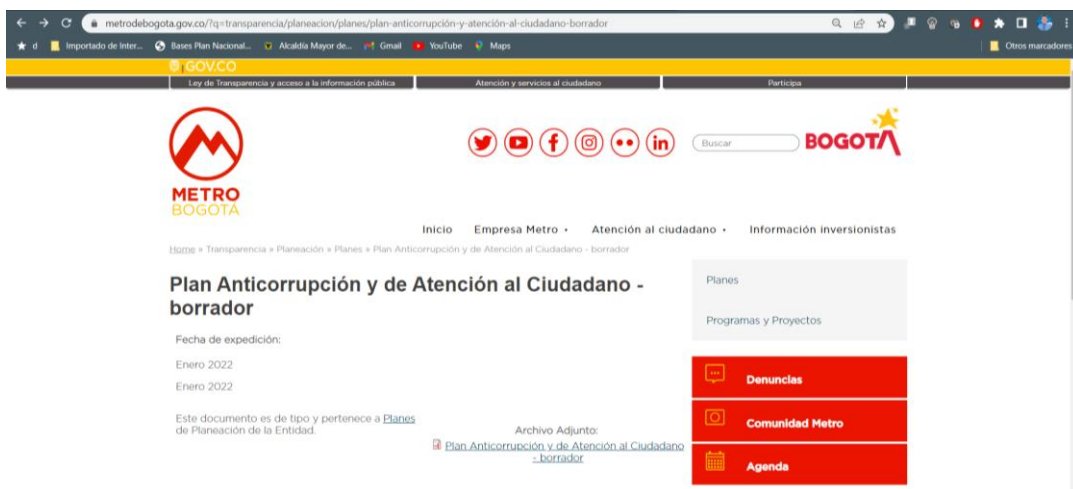 metrodebogota.gov.co/?q=transparencia/planeacion/planes/plan-anticorrupción-y-atención-al-ciudadano-borrador
d Importado de Inter... Bases Plan Nacional... Alcaldía Mayor de... Gmail YouTube Maps Otros marcadores
GOV.CO
Ley de Transparencia y acceso a la información pública Atención y servicios al ciudadano Participa
Buscar
BOGOTA
METRO
BOGOTÁ
Inicio Empresa Metro Atención al ciudadano Información inversionistas
Home » Transparencia » Planeación » Planes » Plan Anticorrupción y de Atención al Ciudadano - borrador
Plan Anticorrupción y de Atención al Ciudadano -
borrador
Fecha de expedición:
Enero 2022
Enero 2022
Este documento es de tipo y pertenece a Planes
de Planeación de la Entidad.
Archivo Adjunto:
Plan Anticorrupción y de Atención al Ciudadano
- borrador
Planes
Programas y Proyectos
Denuncias
Comunidad Metro
Agenda